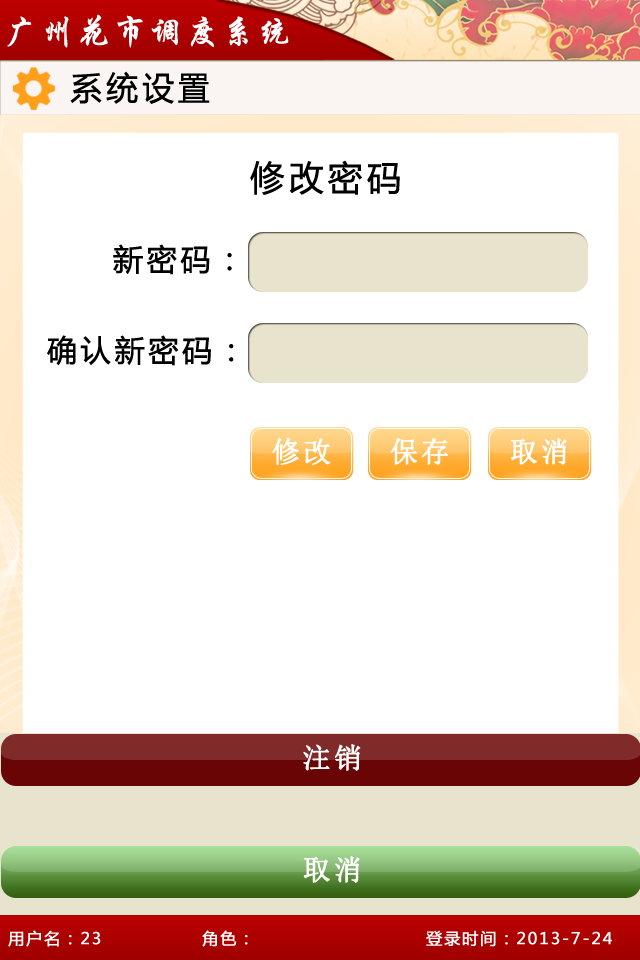 广州花市调度系统
系统设置
修改密码
新密码：
确认新密码：
修改 保存 取消
注销
取消
用户名：23 角色： 登录时间：2013-7-24